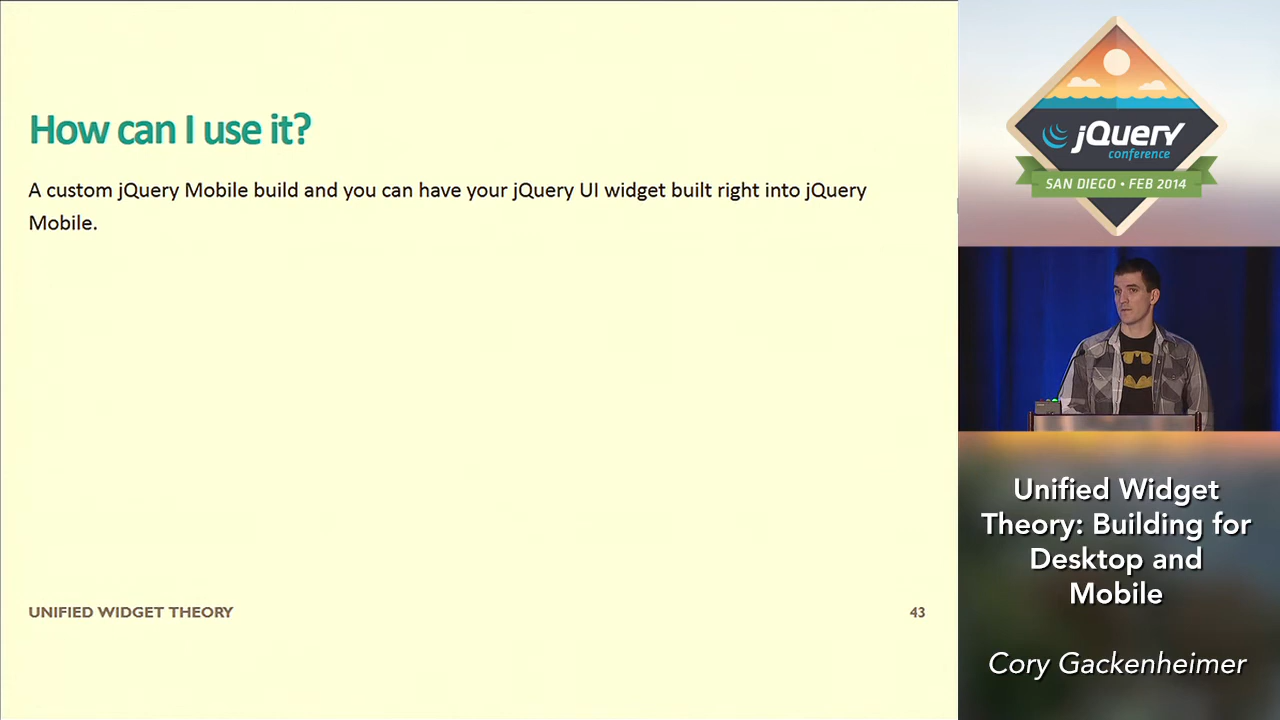 How can I use it?
A custom jQuery Mobile build and you can have your jQuery UI widget built right into jQuery
Mobile.
UNIFIED WIDGET THEORY
43
jQuery
conference
SAN DIEGO • FEB 2014
Unified Widget
Theory: Building for
Desktop and
Mobile
Cory Gackenheimer